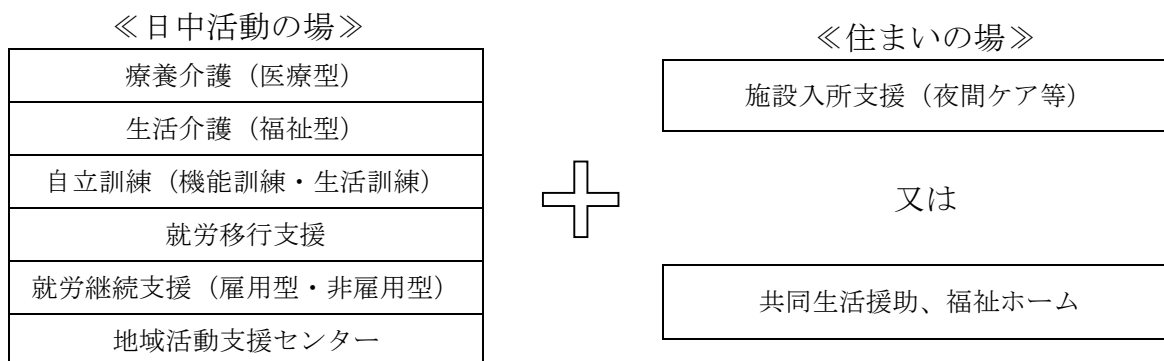 ≪日中活動の場≫
療養介護（医療型）
生活介護（福祉型）
自立訓練（機能訓練・生活訓練）
就労移行支援
就労継続支援（雇用型・非雇用型）
地域活動支援センター
≪住まいの場≫
施設入所支援（夜間ケア等）
又は
共同生活援助、福祉ホーム